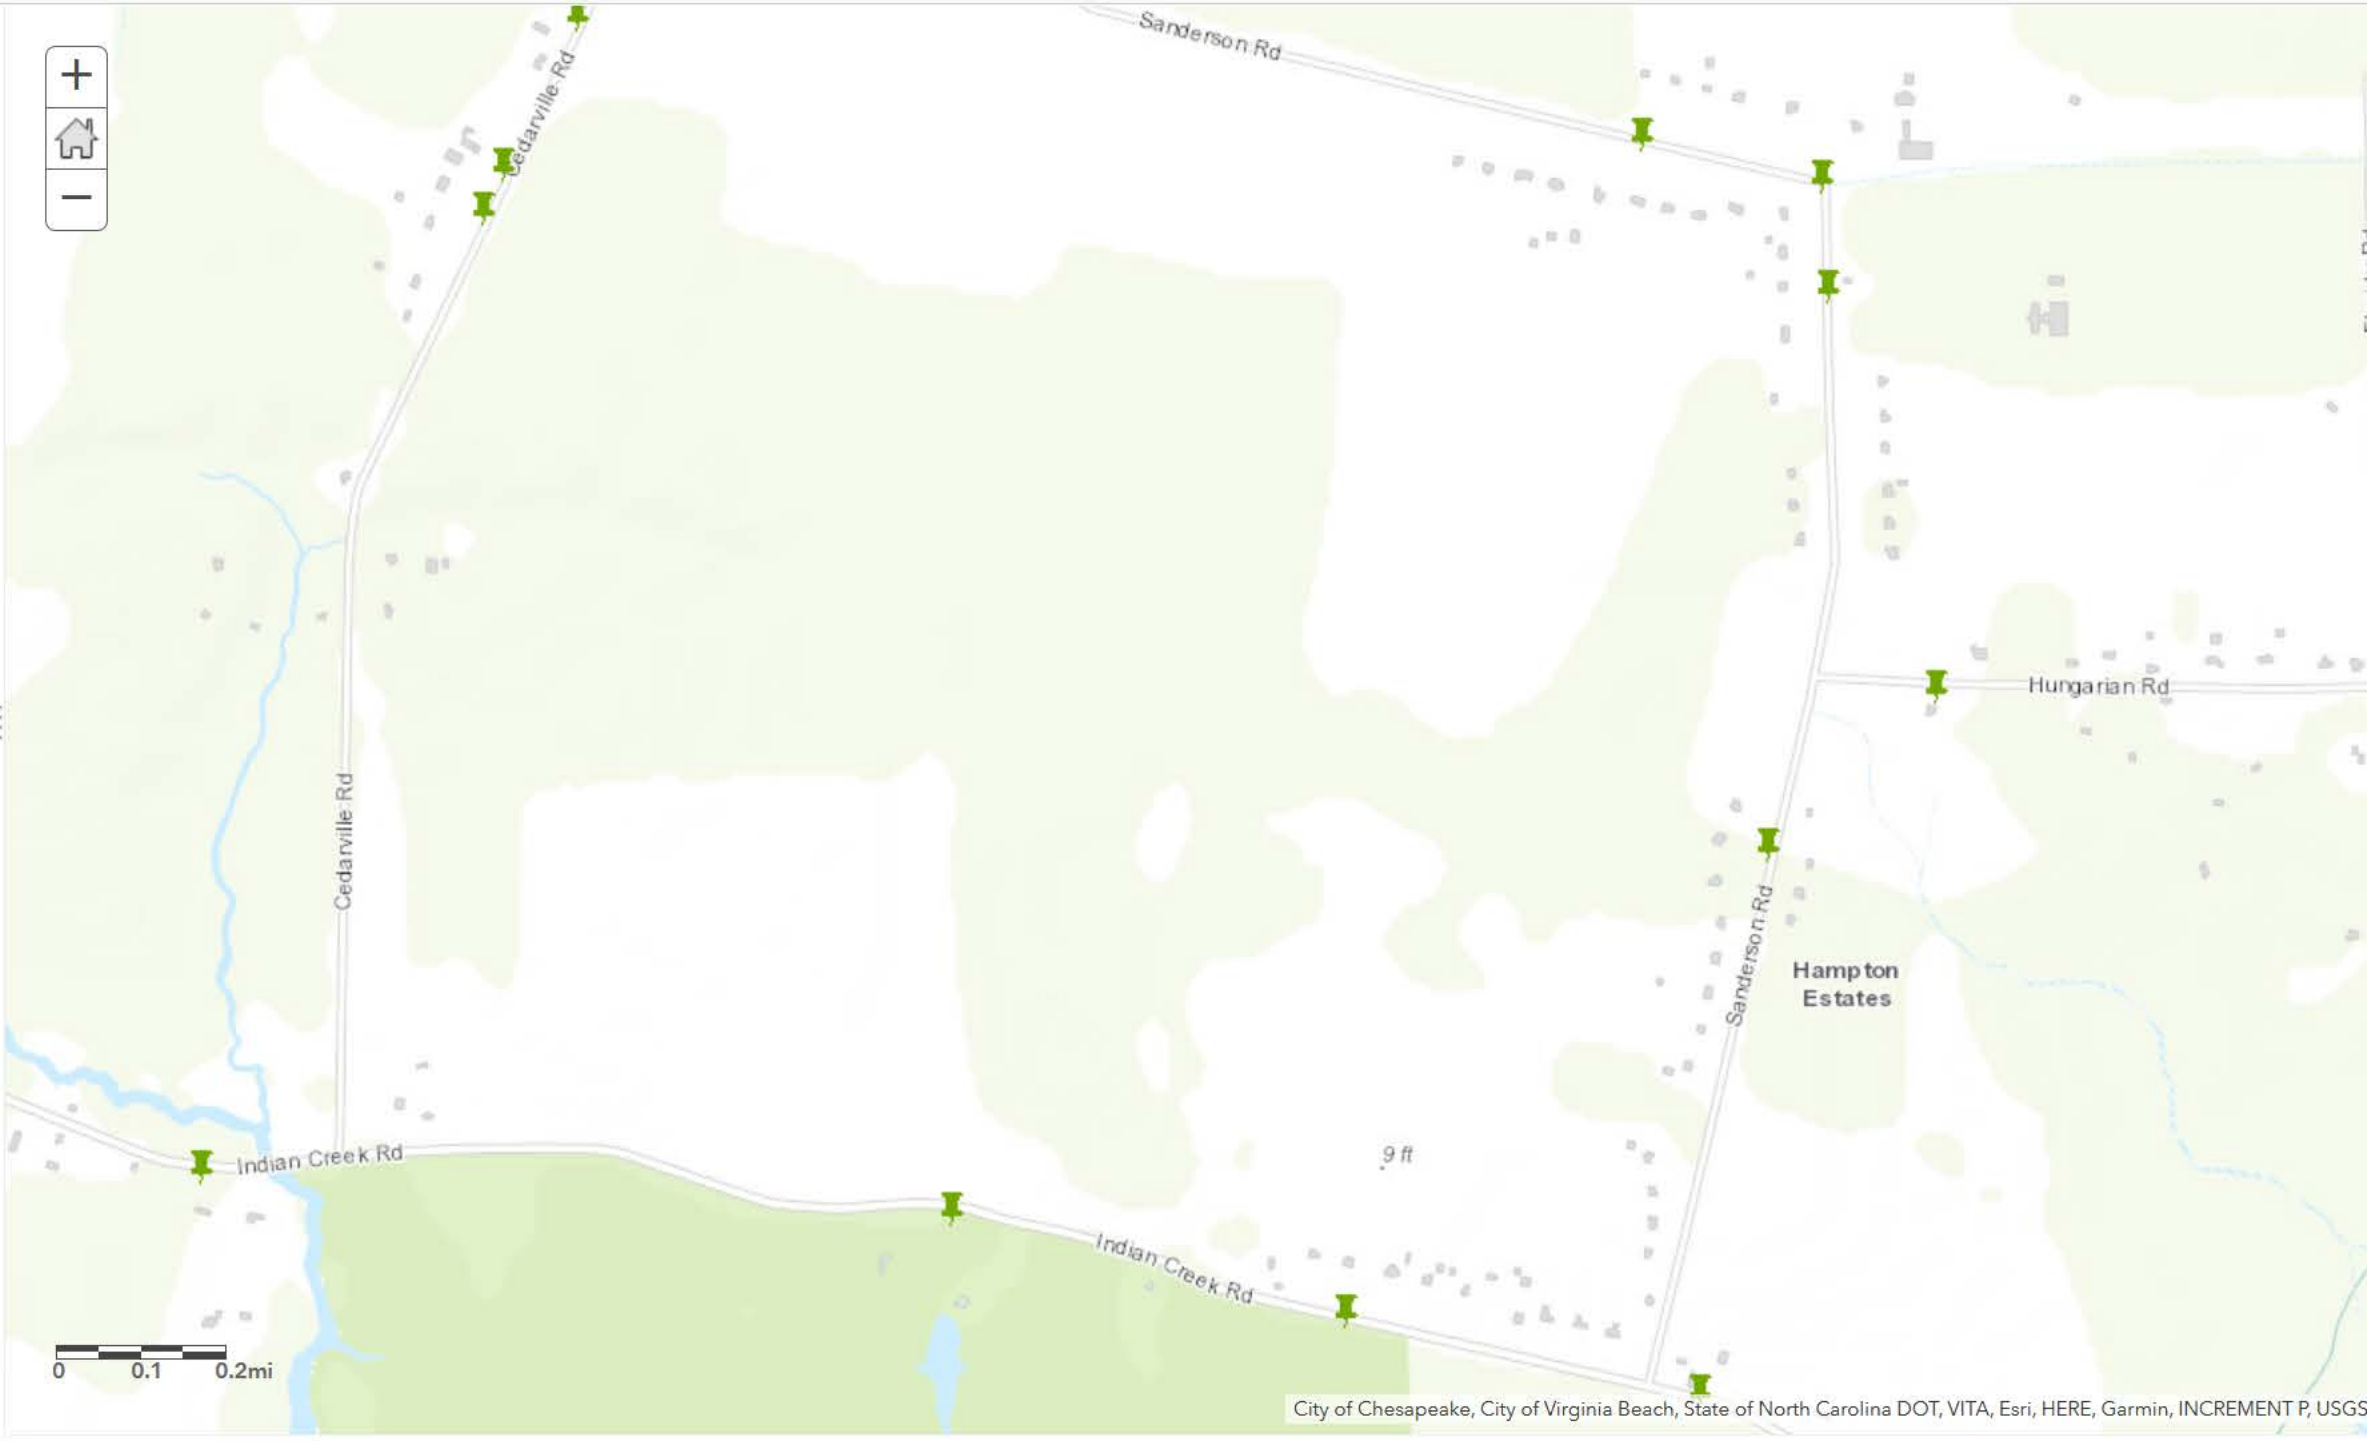 Sanderson Rd
+
Cedarville Rd
−
Hungarian Rd
Cedarville Rd
Sanderson Rd
Hampton
Estates
Indian Creek Rd
9 ft
Indian Creek Rd
0 0.1 0.2mi
City of Chesapeake, City of Virginia Beach, State of North Carolina DOT, VITA, Esri, HERE, Garmin, INCREMENT P, USGS